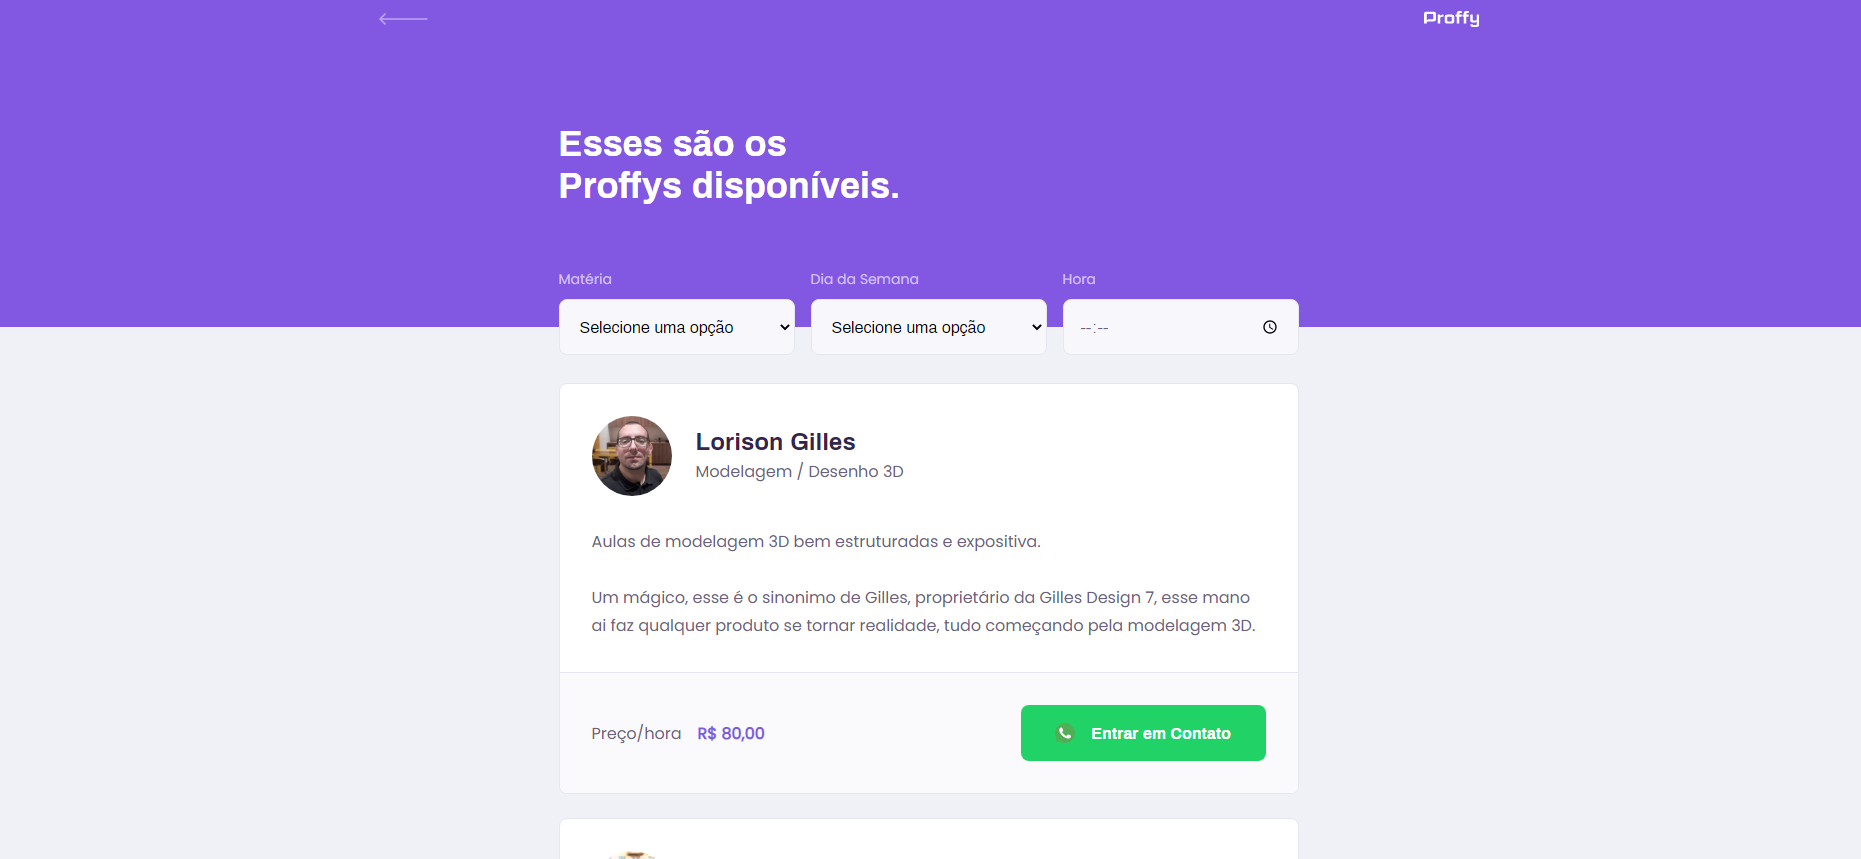 Proffy
Esses são os
Proffys disponíveis.
Matéria
Dia da Semana
Hora
Selecione uma opção
Selecione uma opção
--:--
Lorison Gilles
Modelagem / Desenho 3D
Aulas de modelagem 3D bem estruturadas e expositiva.
Um mágico, esse é o sinonimo de Gilles, proprietário da Gilles Design 7, esse mano
ai faz qualquer produto se tornar realidade, tudo começando pela modelagem 3D.
Preço/hora R$ 80,00
Entrar em Contato